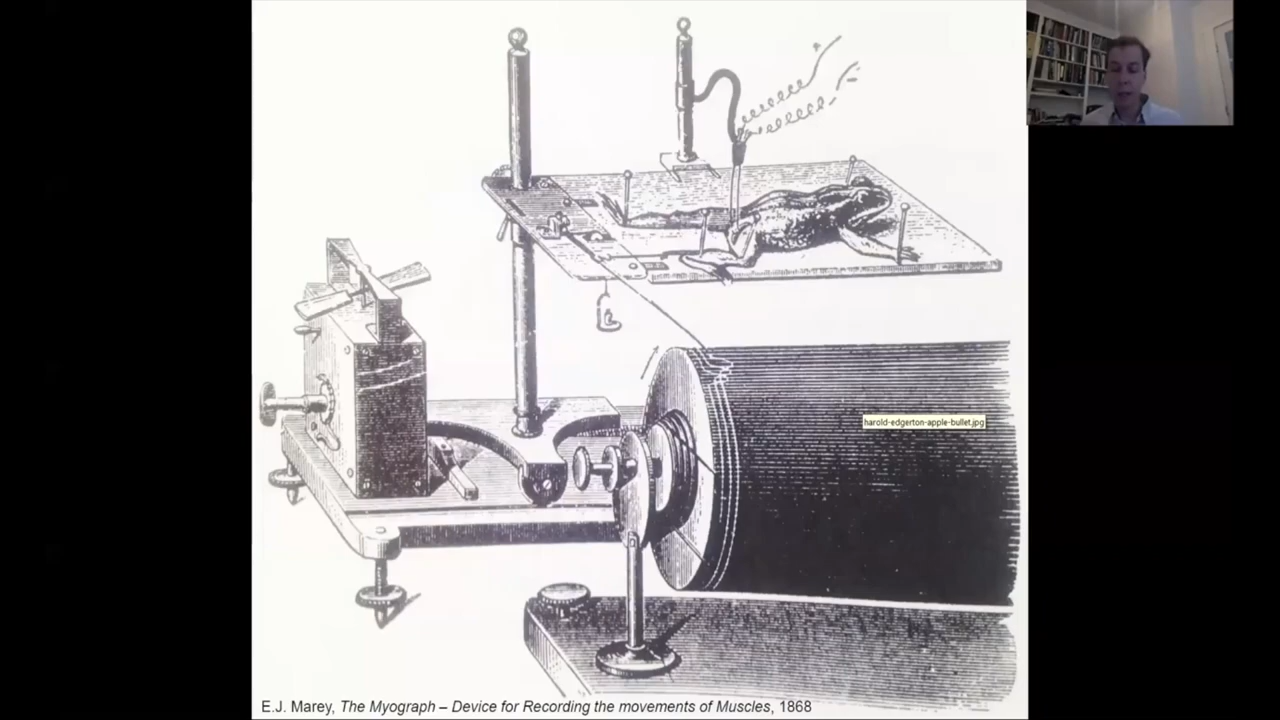 harold-edgerton-apple-bullet.jpg
E.J. Marey, The Myograph – Device for Recording the movements of Muscles, 1868